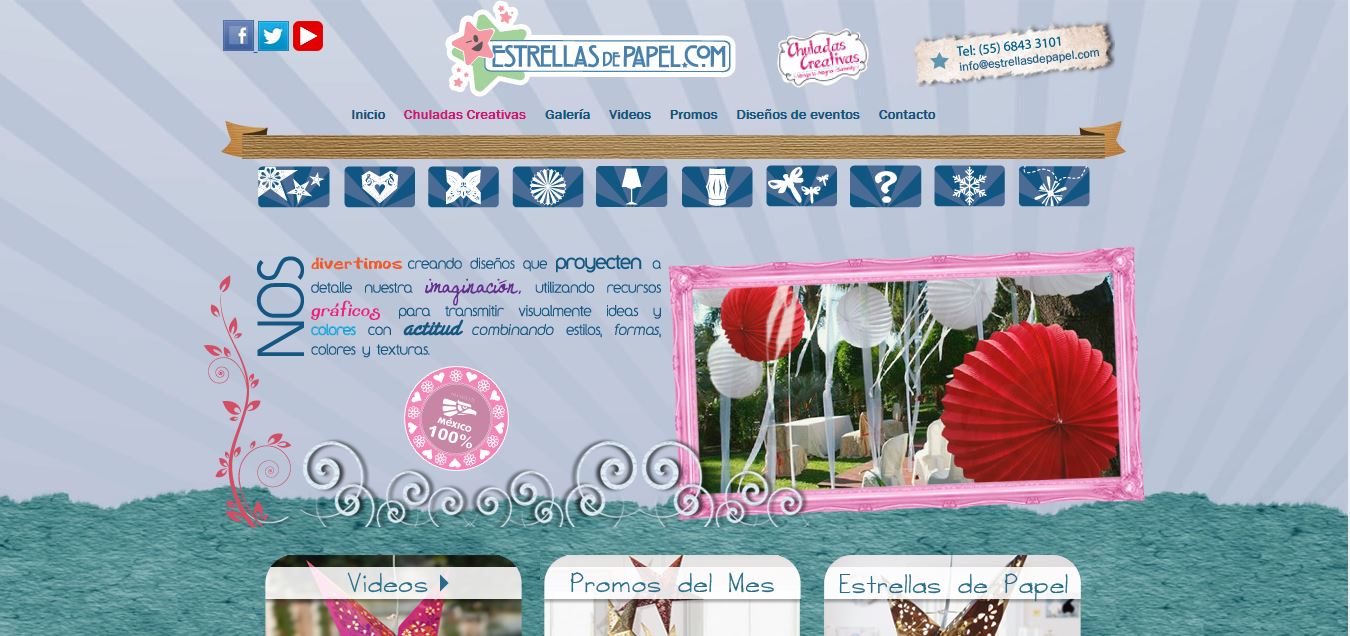 ESTRELLAS DE PAPEL.COM
Chuladas
Creativas
Tel: (55) 6843 3101
info@estrellasdepapel.com
Inicio Chuladas Creativas Galería Videos Promos Diseños de eventos Contacto
NOS
divertimos creando diseños que proyecten a
detalle nuestra imaginación, utilizando recursos
gráficos para transmitir visualmente ideas y
colores con actitud combinando estilos, formas,
colores y texturas.
MÉXICO
100%
Videos
Promos del Mes
Estrellas de Papel